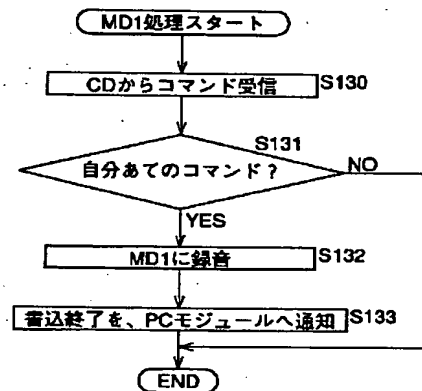 MD1処理スタート
CDからコマンド受信 S130
S131
自分あてのコマンド？ NO
YES
MD1に録音 S132
書込終了を、PCモジュールへ通知 S133
END